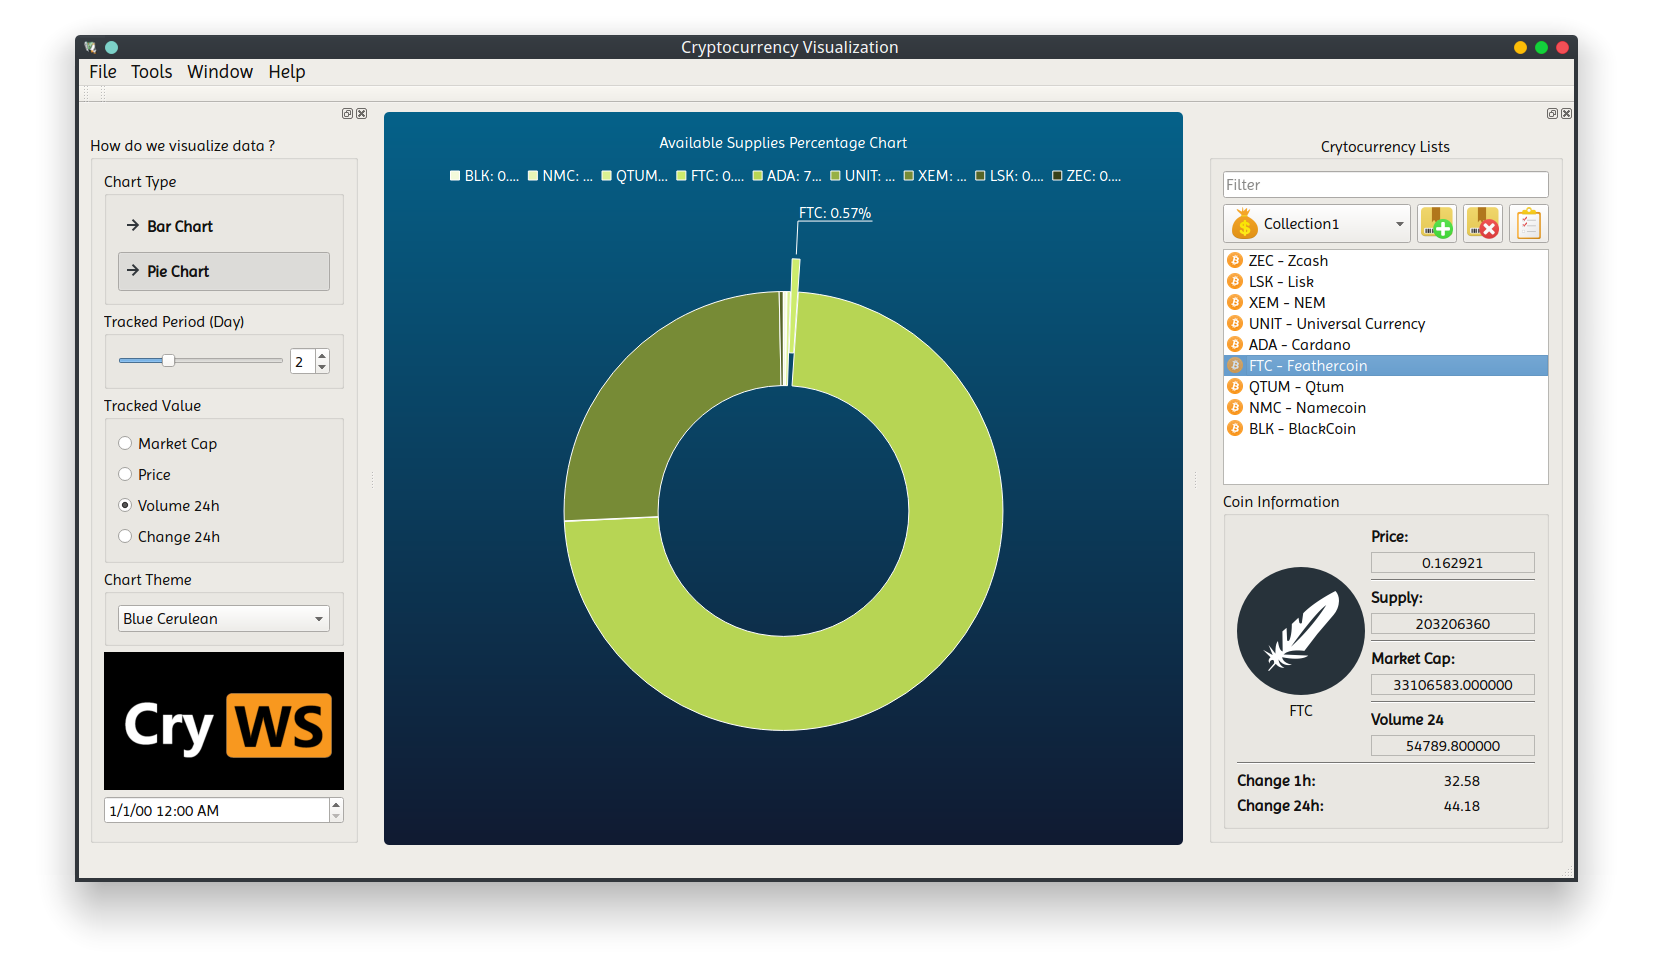 Cryptocurrency Visualization
File Tools Window Help
How do we visualize data ?
Chart Type
Bar Chart
Pie Chart
Tracked Period (Day)
2
Tracked Value
Market Cap
Price
Volume 24h
Change 24h
Chart Theme
Blue Cerulean
Cry WS
1/1/00 12:00 AM
Available Supplies Percentage Chart
BLK: 0.... NMC: ... QTUM... FTC: 0.... ADA: 7... UNIT: ... XEM: ... LSK: 0.... ZEC: 0....
FTC: 0.57%
Crytocurrency Lists
Filter
Collection1
ZEC - Zcash
LSK - Lisk
XEM - NEM
UNIT - Universal Currency
ADA - Cardano
FTC - Feathercoin
QTUM - Qtum
NMC - Namecoin
BLK - BlackCoin
Coin Information
Price:
0.162921
Supply:
203206360
Market Cap:
33106583.000000
Volume 24
54789.800000
FTC
Change 1h: 32.58
Change 24h: 44.18